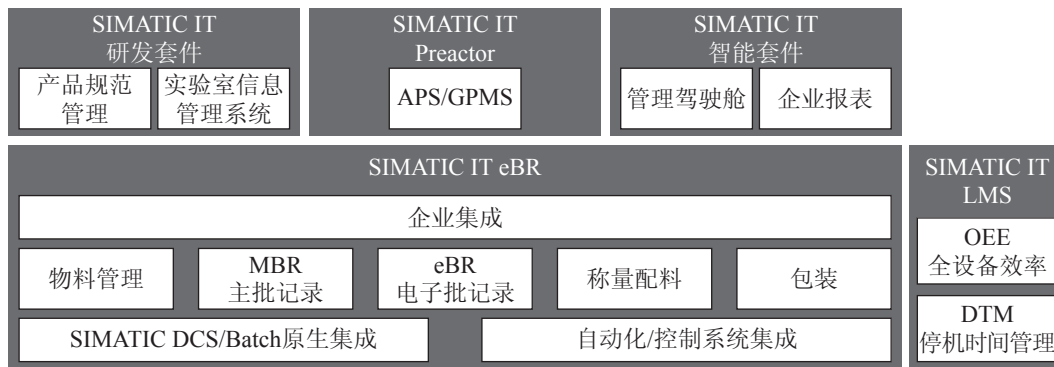 SIMATIC IT
研发套件
产品规范
管理
实验室信息
管理系统
SIMATIC IT
Preactor
APS/GPMS
SIMATIC IT
智能套件
管理驾驶舱
企业报表
SIMATIC IT eBR
企业集成
物料管理
MBR
主批记录
eBR
电子批记录
称量配料
包装
SIMATIC DCS/Batch原生集成
自动化/控制系统集成
SIMATIC IT
LMS
OEE
全设备效率
DTM
停机时间管理